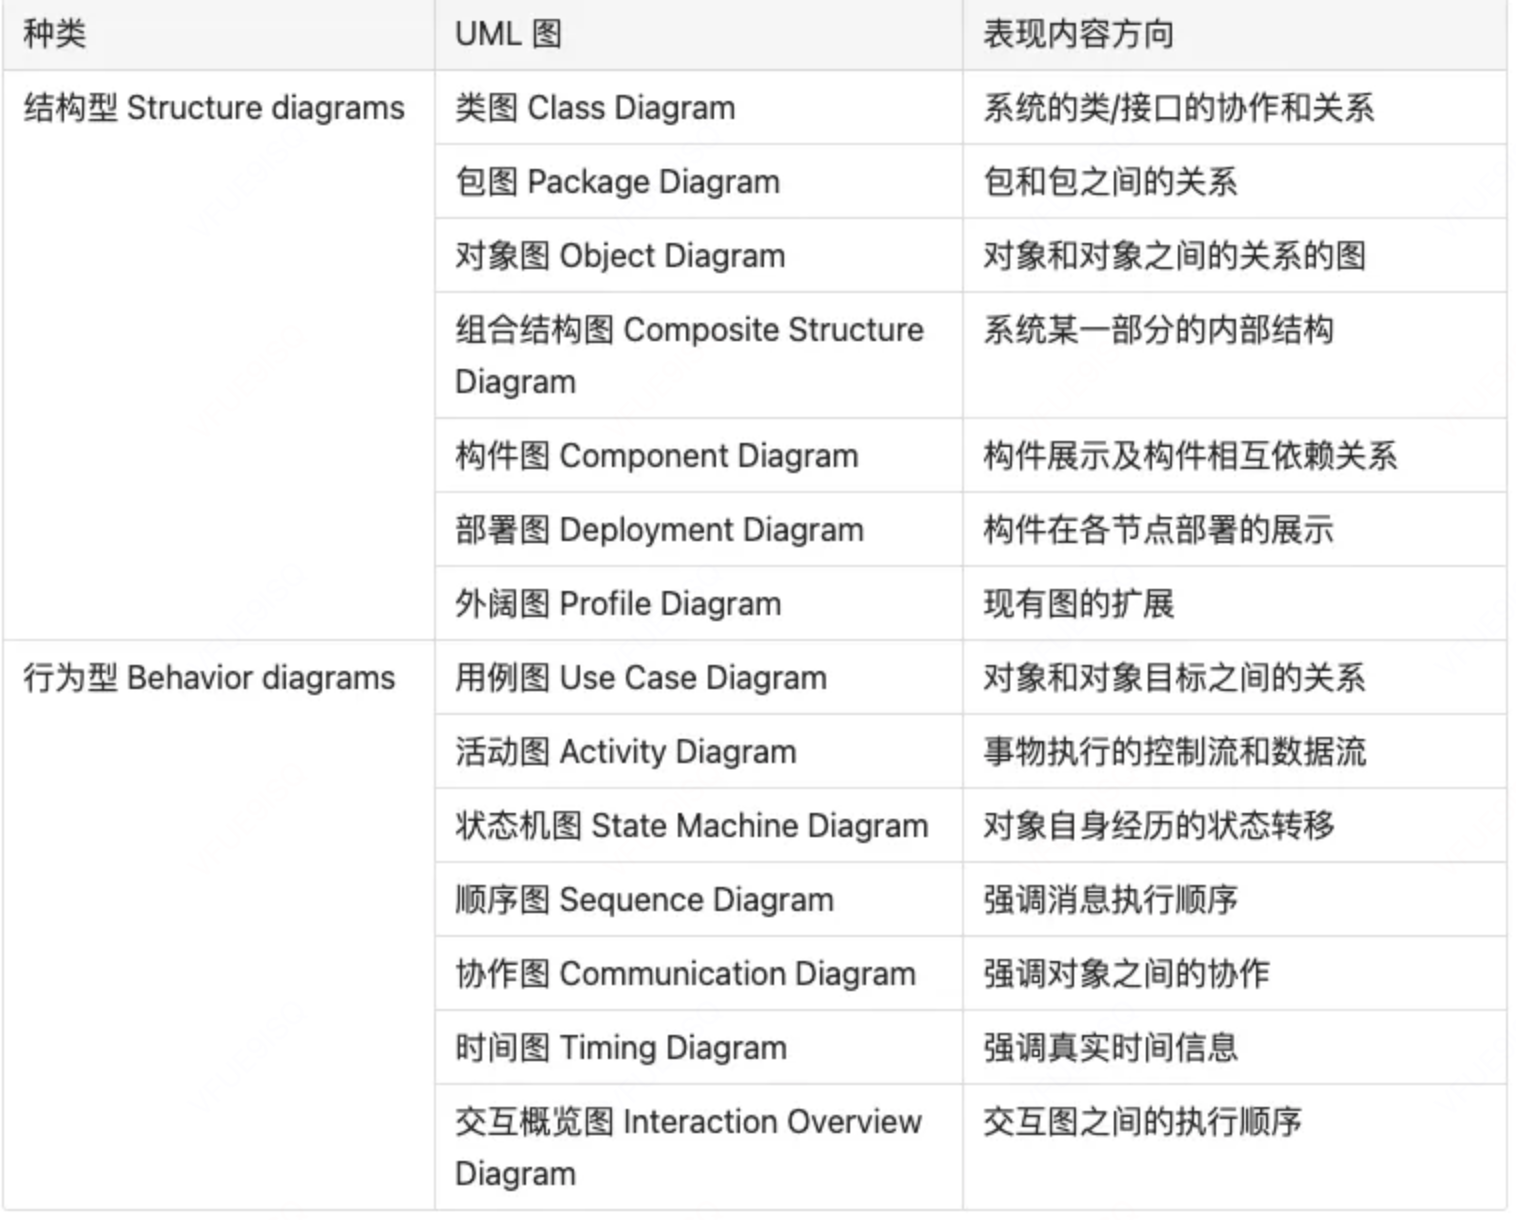 种类 UML 图 表现内容方向
结构型 Structure diagrams 类图 Class Diagram 系统的类/接口的协作和关系
包图 Package Diagram 包和包之间的关系
对象图 Object Diagram 对象和对象之间的关系的图
组合结构图 Composite Structure 系统某一部分的内部结构
Diagram
构件图 Component Diagram 构件展示及构件相互依赖关系
部署图 Deployment Diagram 构件在各节点部署的展示
外阔图 Profile Diagram 现有图的扩展
行为型 Behavior diagrams 用例图 Use Case Diagram 对象和对象目标之间的关系
活动图 Activity Diagram 事物执行的控制流和数据流
状态机图 State Machine Diagram 对象自身经历的状态转移
顺序图 Sequence Diagram 强调消息执行顺序
协作图 Communication Diagram 强调对象之间的协作
时间图 Timing Diagram 强调真实时间信息
交互概览图 Interaction Overview 交互图之间的执行顺序
Diagram